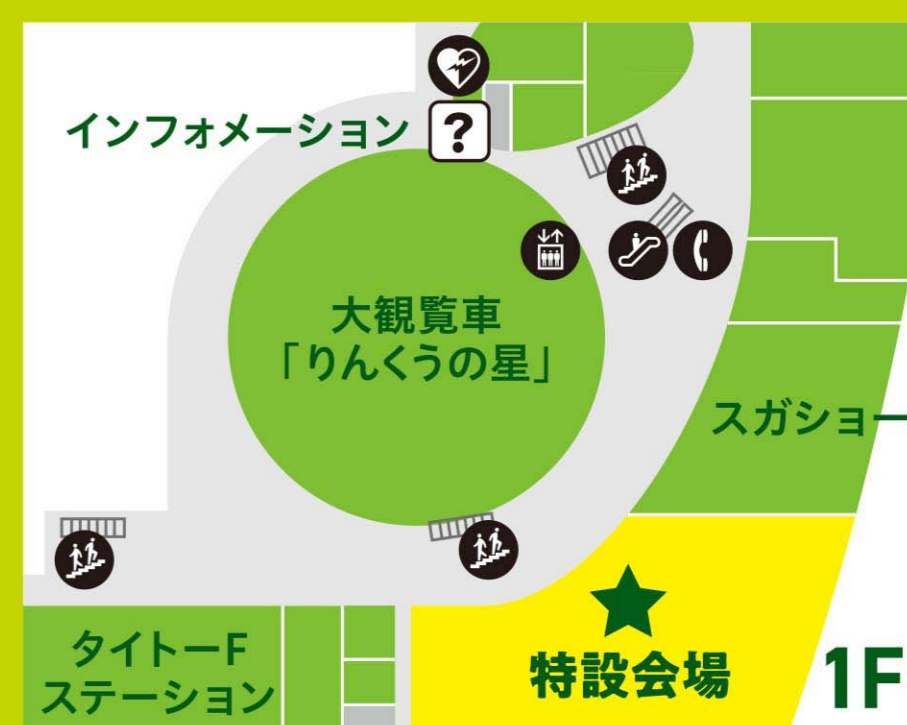 インフォメーション
?
大観覧車
「りんくうの星」
スガショー
タイトーF
ステーション
特設会場
1F